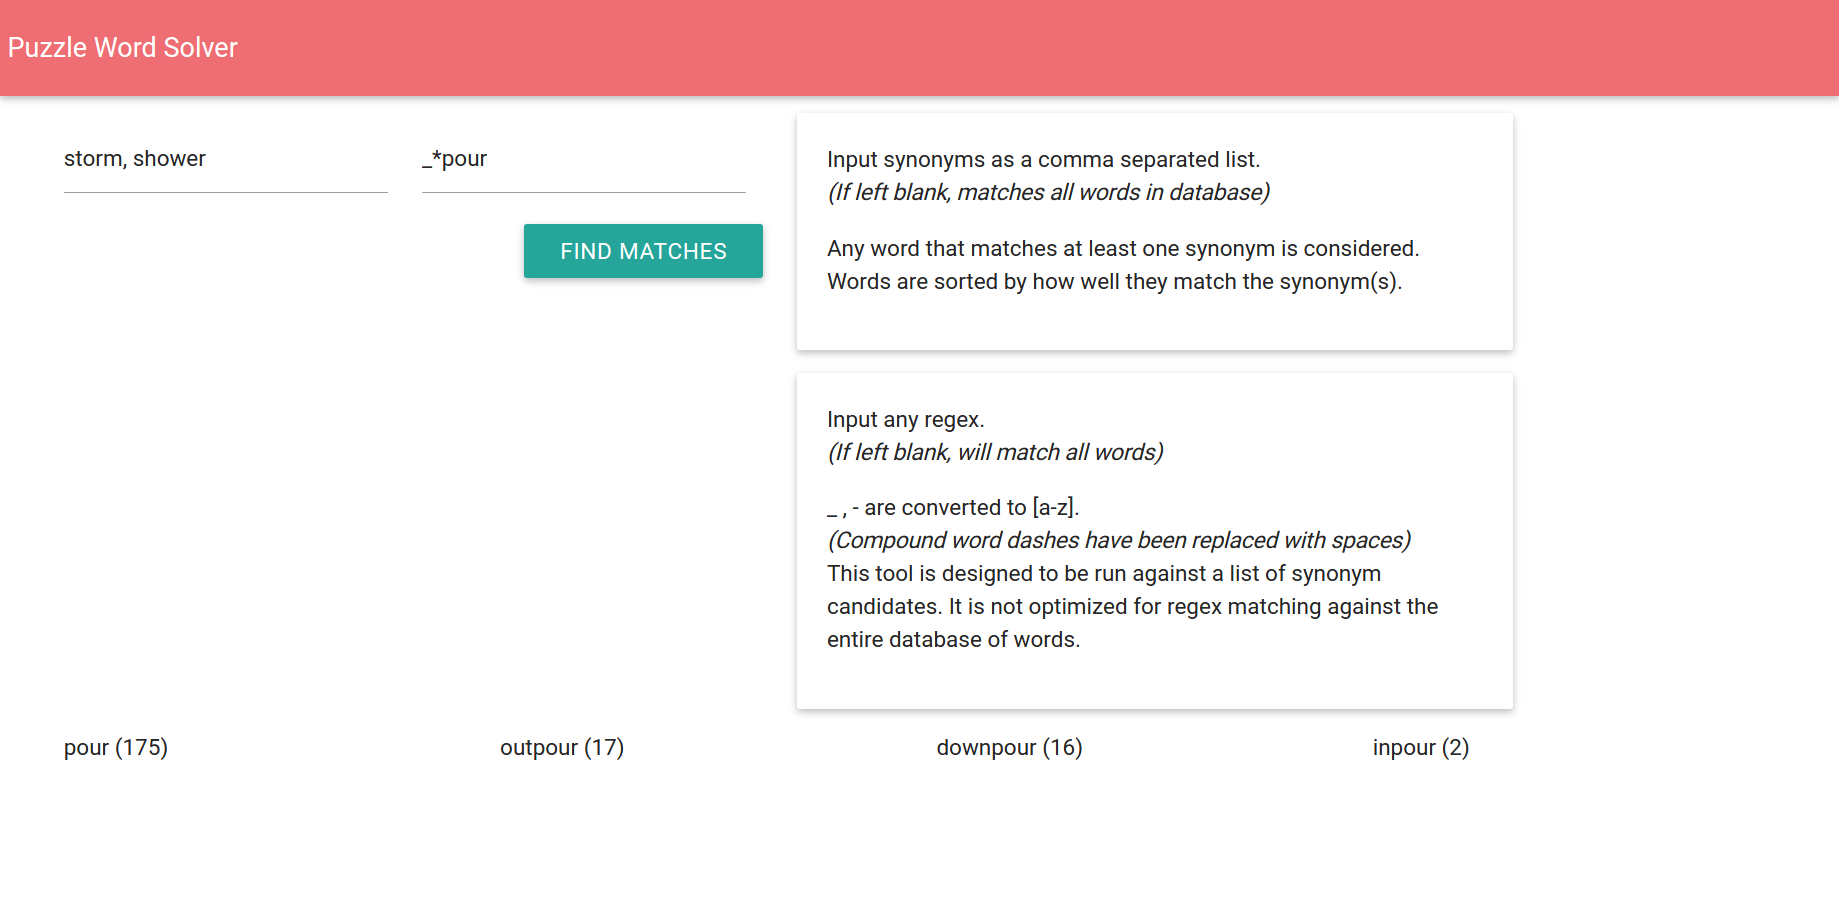 Puzzle Word Solver
storm, shower
_*pour
FIND MATCHES
Input synonyms as a comma separated list.
(If left blank, matches all words in database)
Any word that matches at least one synonym is considered.
Words are sorted by how well they match the synonym(s).
Input any regex.
(If left blank, will match all words)
_ , - are converted to [a-z].
(Compound word dashes have been replaced with spaces)
This tool is designed to be run against a list of synonym
candidates. It is not optimized for regex matching against the
entire database of words.
pour (175)
outpour (17)
downpour (16)
inpour (2)